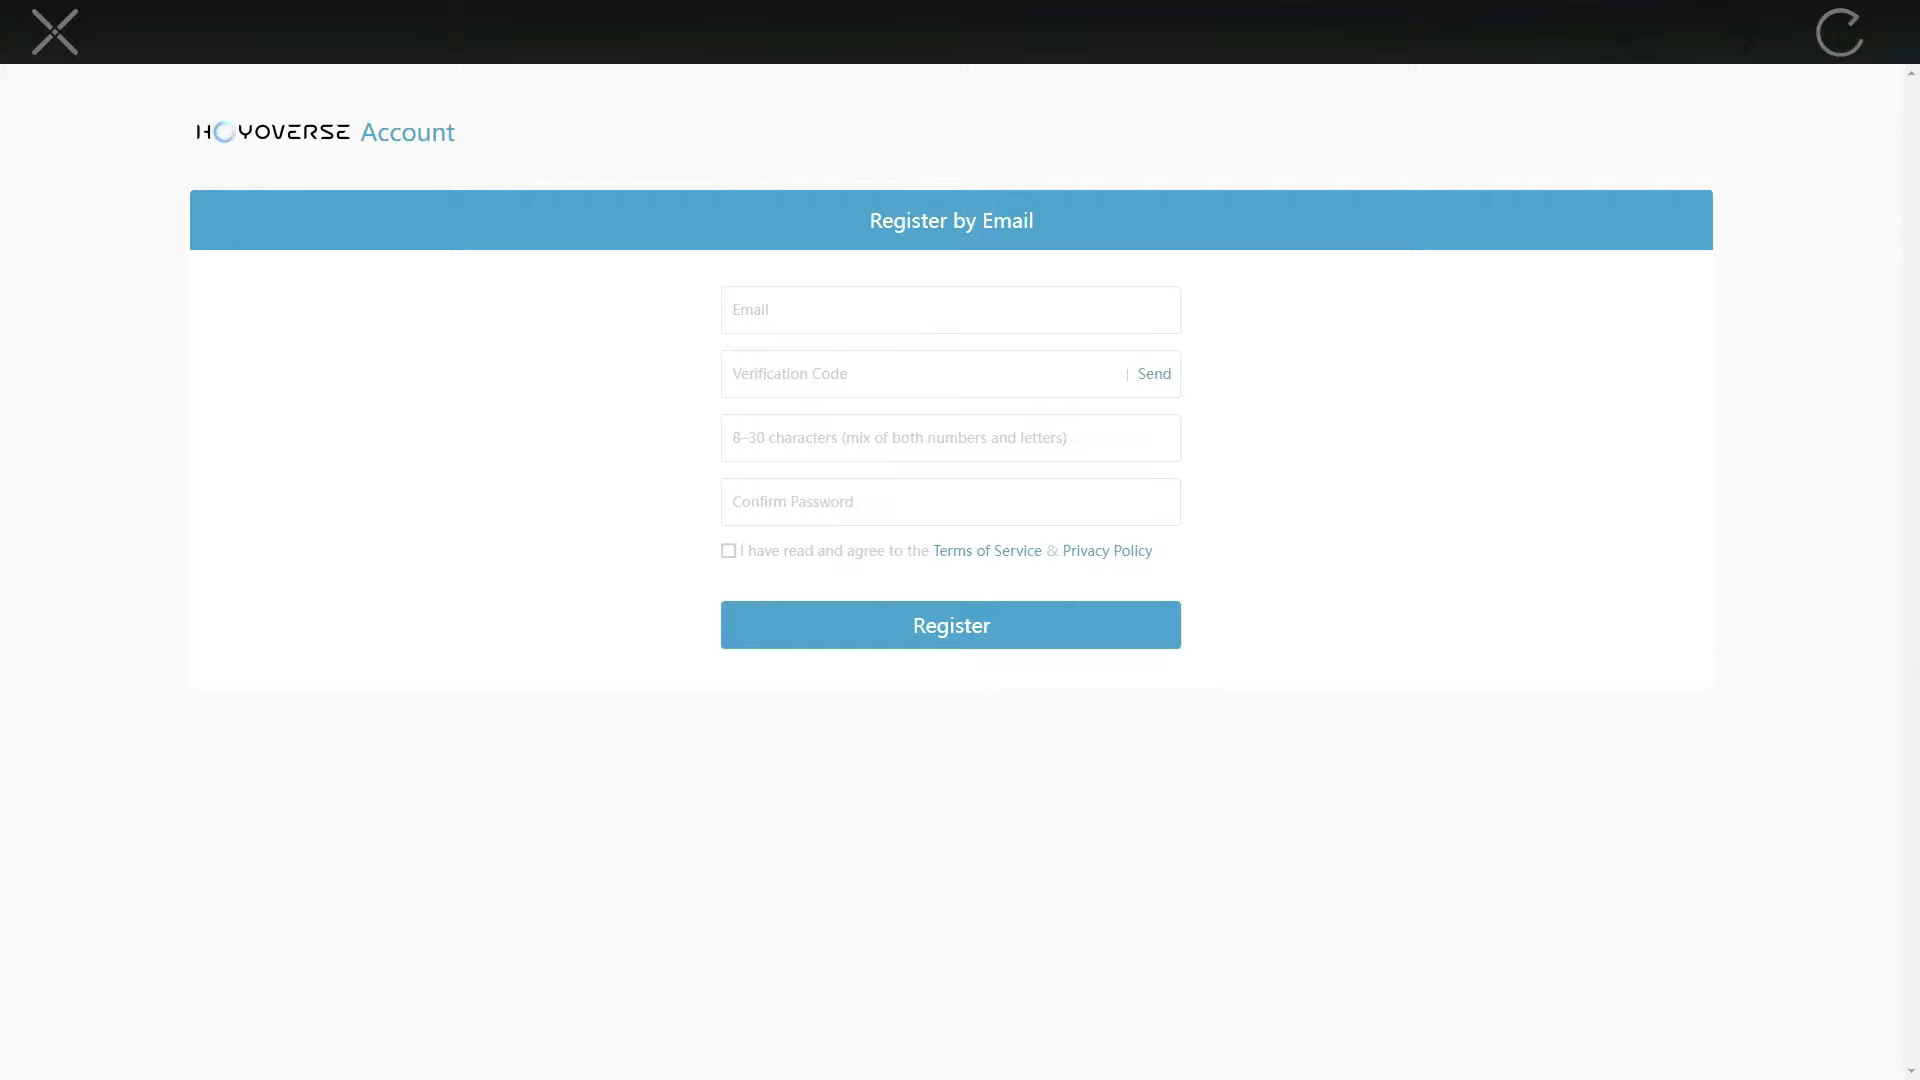 HOYOVERSE Account
Register by Email
Email
Verification Code | Send
8–30 characters (mix of both numbers and letters)
Confirm Password
I have read and agree to the Terms of Service & Privacy Policy
Register